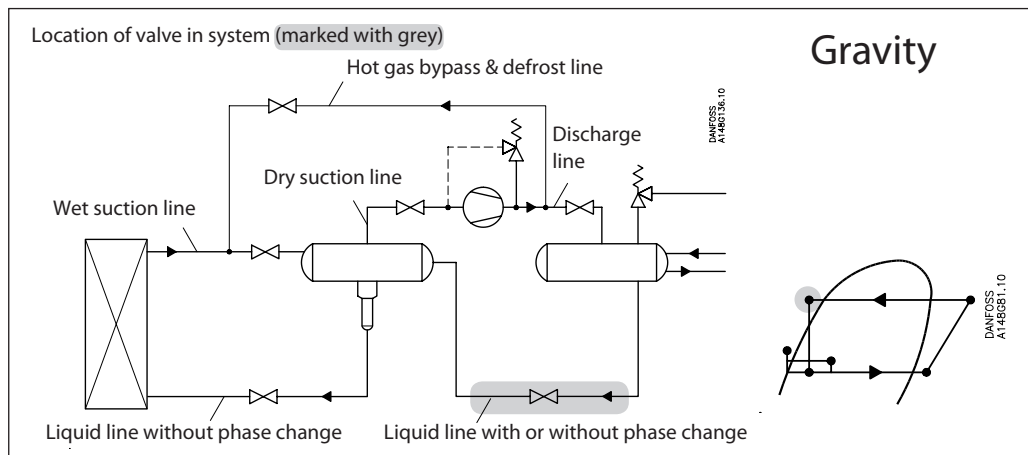 Location of valve in system (marked with grey)
Gravity
Hot gas bypass & defrost line
DANFOSS
A148G136.10
Discharge
line
Dry suction line
Wet suction line
DANFOSS
A148G81.10
Liquid line without phase change
Liquid line with or without phase change